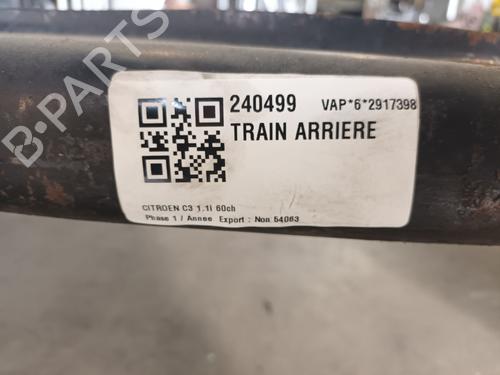 B-PARTS
240499 VAP*6*2917398
TRAIN ARRIERE
CITROEN C3 1.1I 60ch
Phase 1 / Annee Export : Non 54063